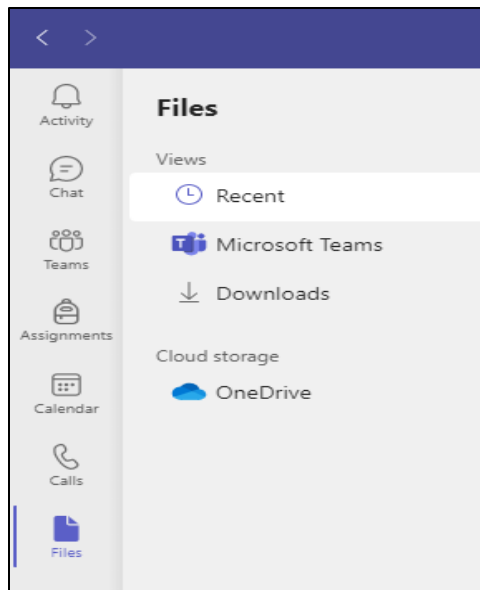 Activity
Chat
Teams
Assignments
Calendar
Calls
Files
Files
Views
Recent
Microsoft Teams
Downloads
Cloud storage
OneDrive